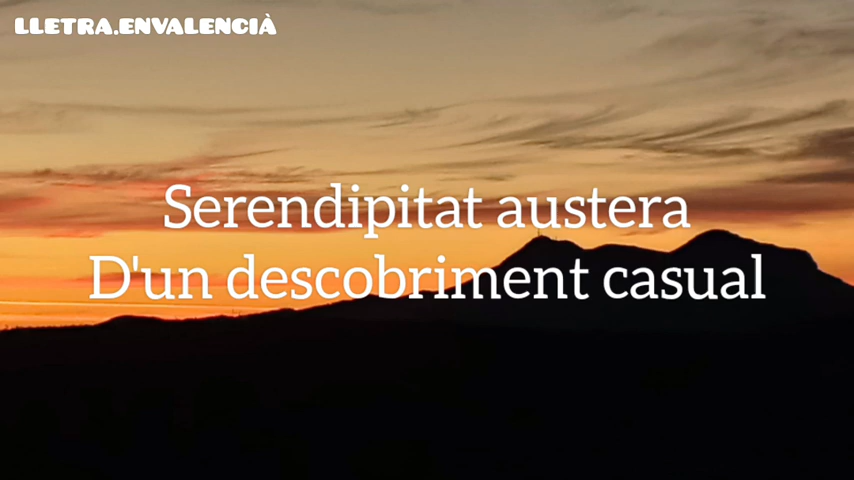 LLETRA.ENVALENCIÀ
Serendipitat austera
D'un descobriment casual